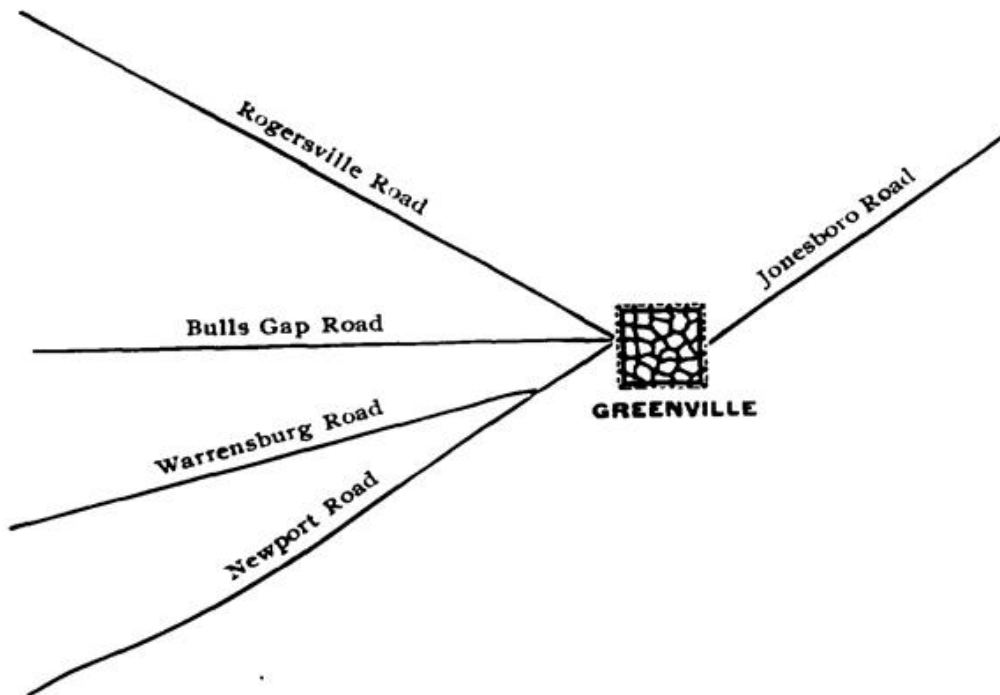 Rogersville Road
Jonesboro Road
Bulls Gap Road
Warrensburg Road
GREENVILLE
Newport Road